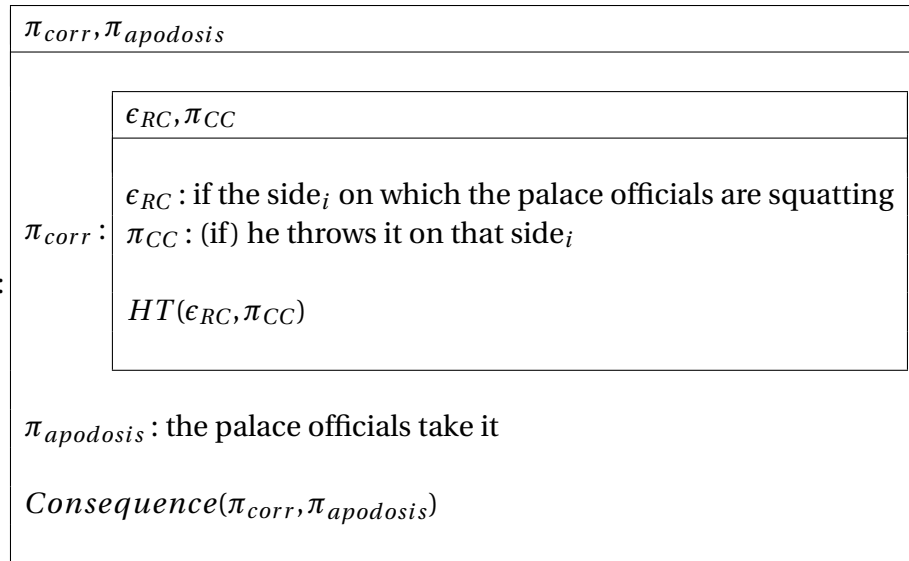 π_corr, π_apodosis
ϵ_RC, π_CC
π_corr :
ϵ_RC : if the side_i on which the palace officials are squatting
π_CC : (if) he throws it on that side_i
HT(ϵ_RC, π_CC)
:
π_apodosis : the palace officials take it
Consequence(π_corr, π_apodosis)